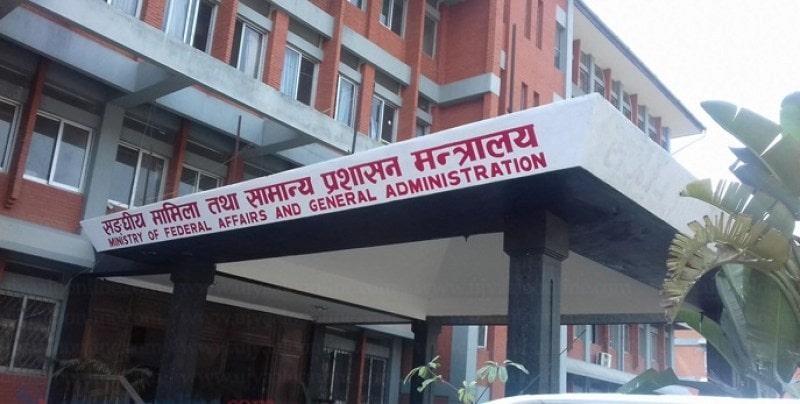 सङ्घीय मामिला तथा सामान्य प्रशासन मन्त्रालय
MINISTRY OF FEDERAL AFFAIRS AND GENERAL ADMINISTRATION